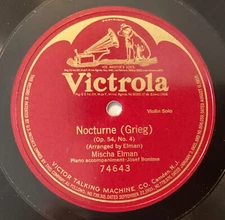 HIS MASTER'S VOICE
Victrola
Violin Solo
Nocturne (Grieg)
(Op. 54, No. 4)
(Arranged by Elman)
Mischa Elman
Piano accompaniment-Josef Bonime
74643
VICTOR TALKING MACHINE CO. Camden, N.J.